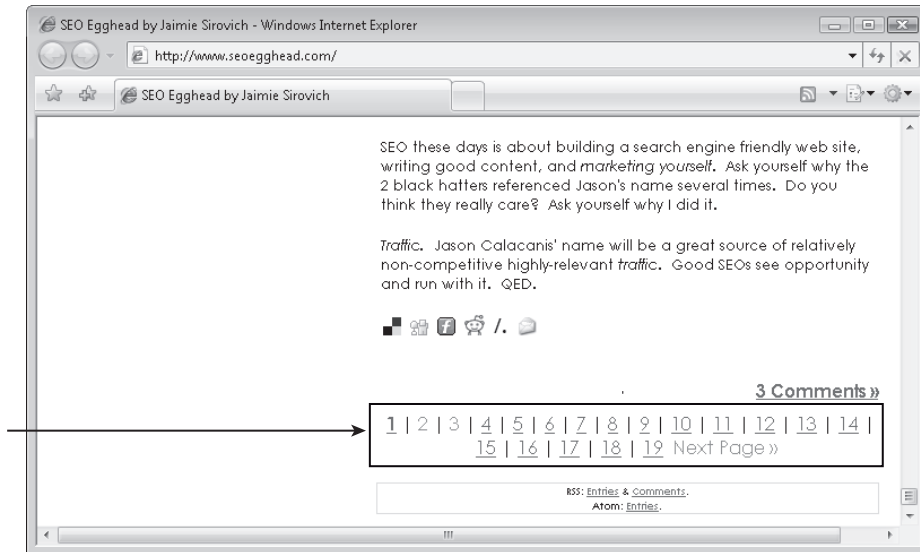 SEO Egghead by Jaimie Sirovich - Windows Internet Explorer
http://www.seoegghead.com/
SEO Egghead by Jaimie Sirovich
SEO these days is about building a search engine friendly web site,
writing good content, and marketing yourself. Ask yourself why the
2 black hatters referenced Jason's name several times. Do you
think they really care? Ask yourself why I did it.
Traffic. Jason Calacanis' name will be a great source of relatively
non-competitive highly-relevant traffic. Good SEOs see opportunity
and run with it. QED.
/.
3 Comments »
1 | 2 | 3 | 4 | 5 | 6 | 7 | 8 | 9 | 10 | 11 | 12 | 13 | 14 |
15 | 16 | 17 | 18 | 19 Next Page »
RSS: Entries & Comments.
Atom: Entries.